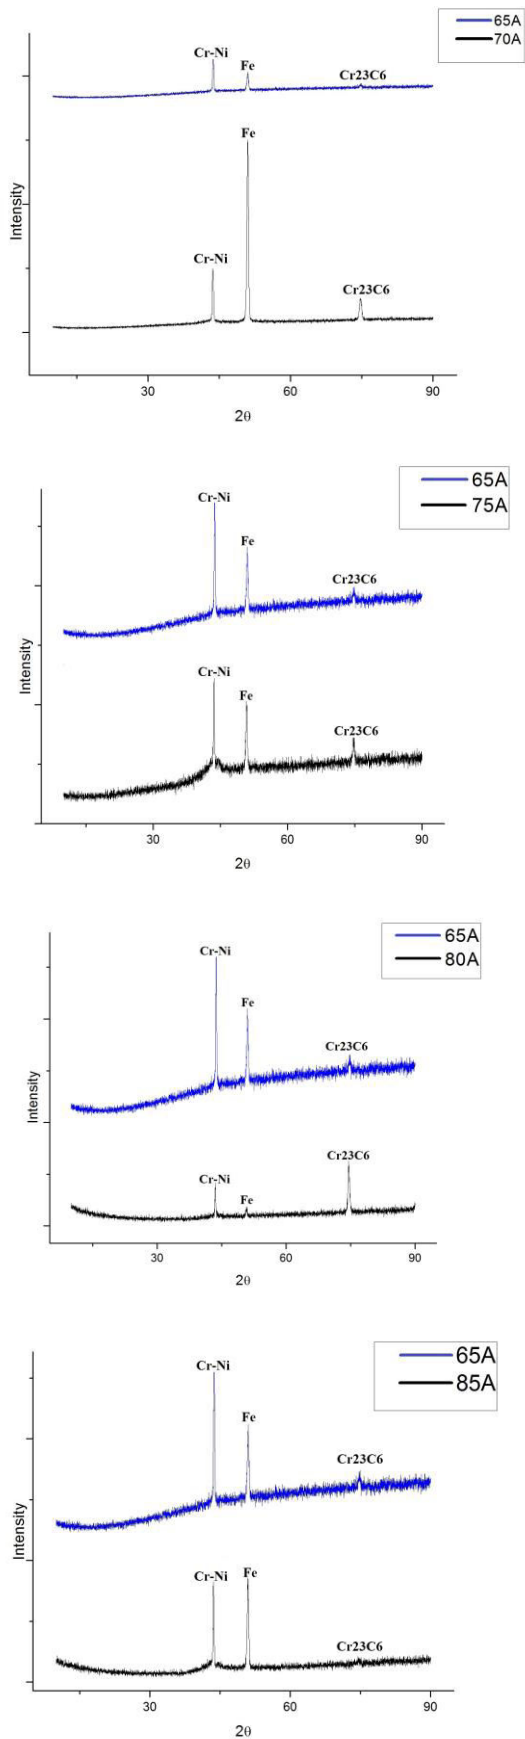 65A
70A
Cr-Ni
Fe
Cr23C6
Fe
Cr-Ni
Cr23C6
Intensity
30
60
90
2θ
65A
75A
Cr-Ni
Fe
Cr23C6
Cr-Ni
Fe
Cr23C6
Intensity
30
60
90
2θ
65A
80A
Cr-Ni
Fe
Cr23C6
Cr23C6
Cr-Ni
Fe
Intensity
30
60
90
2θ
65A
85A
Cr-Ni
Fe
Cr23C6
Cr-Ni
Fe
Cr23C6
Intensity
30
60
90
2θ